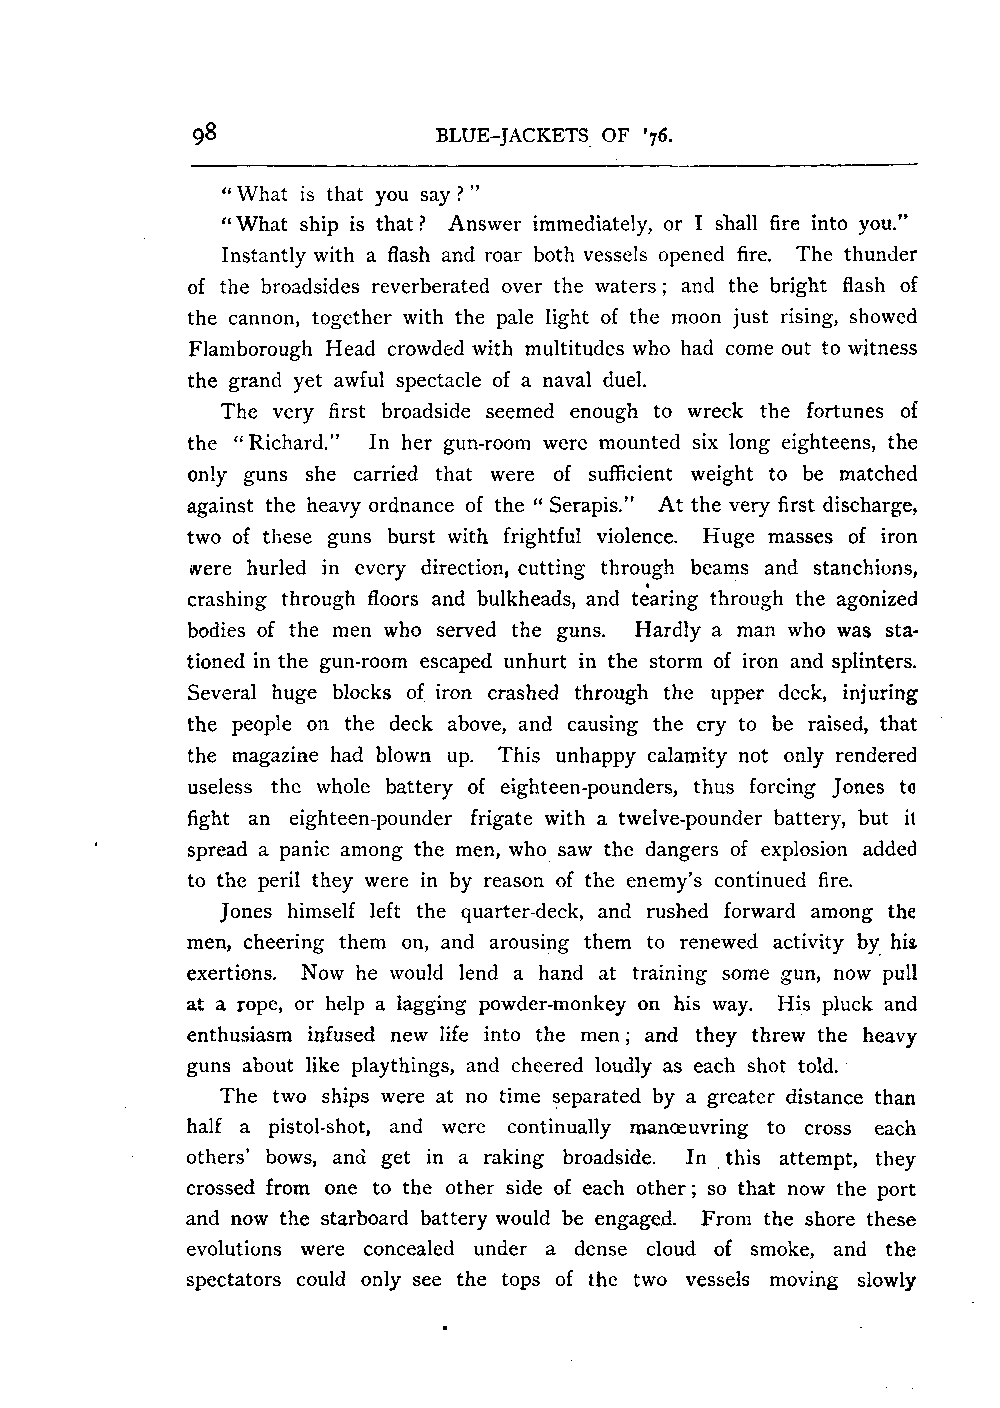 98 BLUE-JACKETS OF '76.
"What is that you say?"
"What ship is that? Answer immediately, or I shall fire into you."
Instantly with a flash and roar both vessels opened fire. The thunder
of the broadsides reverberated over the waters; and the bright flash of
the cannon, together with the pale light of the moon just rising, showed
Flamborough Head crowded with multitudes who had come out to witness
the grand yet awful spectacle of a naval duel.
The very first broadside seemed enough to wreck the fortunes of
the "Richard." In her gun-room were mounted six long eighteens, the
only guns she carried that were of sufficient weight to be matched
against the heavy ordnance of the "Serapis." At the very first discharge,
two of these guns burst with frightful violence. Huge masses of iron
were hurled in every direction, cutting through beams and stanchions,
crashing through floors and bulkheads, and tearing through the agonized
bodies of the men who served the guns. Hardly a man who was sta-
tioned in the gun-room escaped unhurt in the storm of iron and splinters.
Several huge blocks of iron crashed through the upper deck, injuring
the people on the deck above, and causing the cry to be raised, that
the magazine had blown up. This unhappy calamity not only rendered
useless the whole battery of eighteen-pounders, thus forcing Jones to
fight an eighteen-pounder frigate with a twelve-pounder battery, but it
spread a panic among the men, who saw the dangers of explosion added
to the peril they were in by reason of the enemy's continued fire.
Jones himself left the quarter-deck, and rushed forward among the
men, cheering them on, and arousing them to renewed activity by his
exertions. Now he would lend a hand at training some gun, now pull
at a rope, or help a lagging powder-monkey on his way. His pluck and
enthusiasm infused new life into the men; and they threw the heavy
guns about like playthings, and cheered loudly as each shot told.
The two ships were at no time separated by a greater distance than
half a pistol-shot, and were continually manœuvring to cross each
others' bows, and get in a raking broadside. In this attempt, they
crossed from one to the other side of each other; so that now the port
and now the starboard battery would be engaged. From the shore these
evolutions were concealed under a dense cloud of smoke, and the
spectators could only see the tops of the two vessels moving slowly